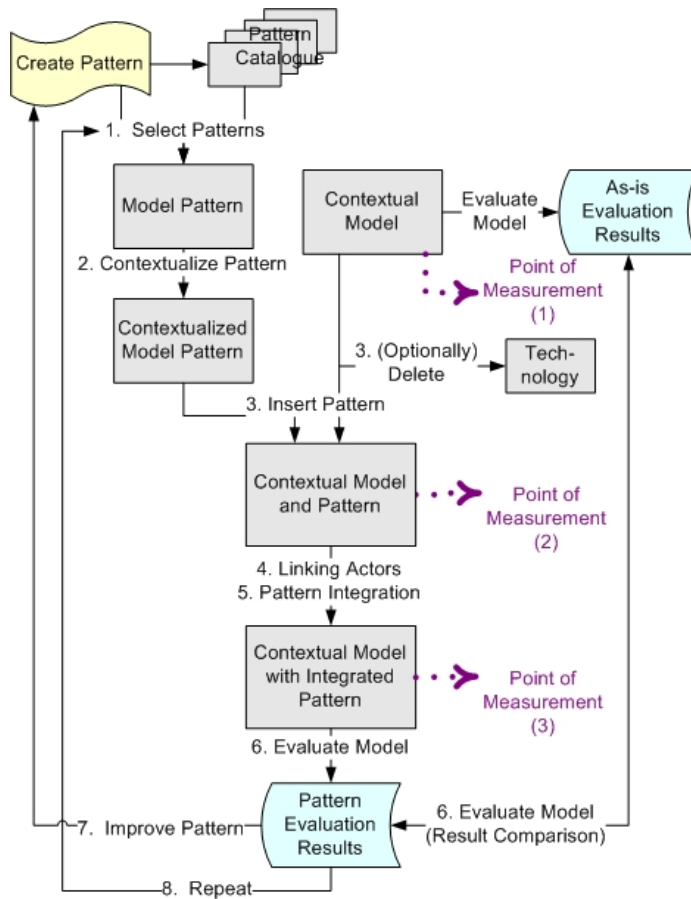 Create Pattern
Pattern
Catalogue
1. Select Patterns
Model Pattern
Contextual
Model
Evaluate
Model
As-is
Evaluation
Results
2. Contextualize Pattern
Point of
Measurement
(1)
Contextualized
Model Pattern
3. (Optionally)
Delete
Tech-
nology
3. Insert Pattern
Contextual Model
and Pattern
Point of
Measurement
(2)
4. Linking Actors
5. Pattern Integration
Contextual Model
with Integrated
Pattern
Point of
Measurement
(3)
6. Evaluate Model
Pattern
Evaluation
Results
6. Evaluate Model
(Result Comparison)
7. Improve Pattern
8. Repeat